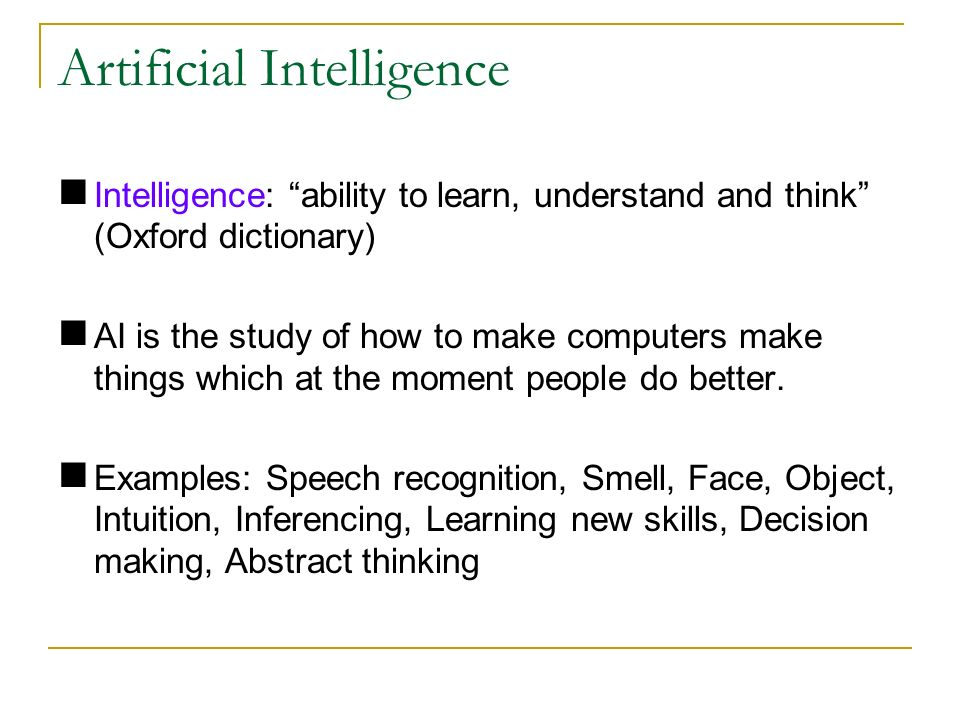 Artificial Intelligence
Intelligence: “ability to learn, understand and think”
(Oxford dictionary)
AI is the study of how to make computers make
things which at the moment people do better.
Examples: Speech recognition, Smell, Face, Object,
Intuition, Inferencing, Learning new skills, Decision
making, Abstract thinking